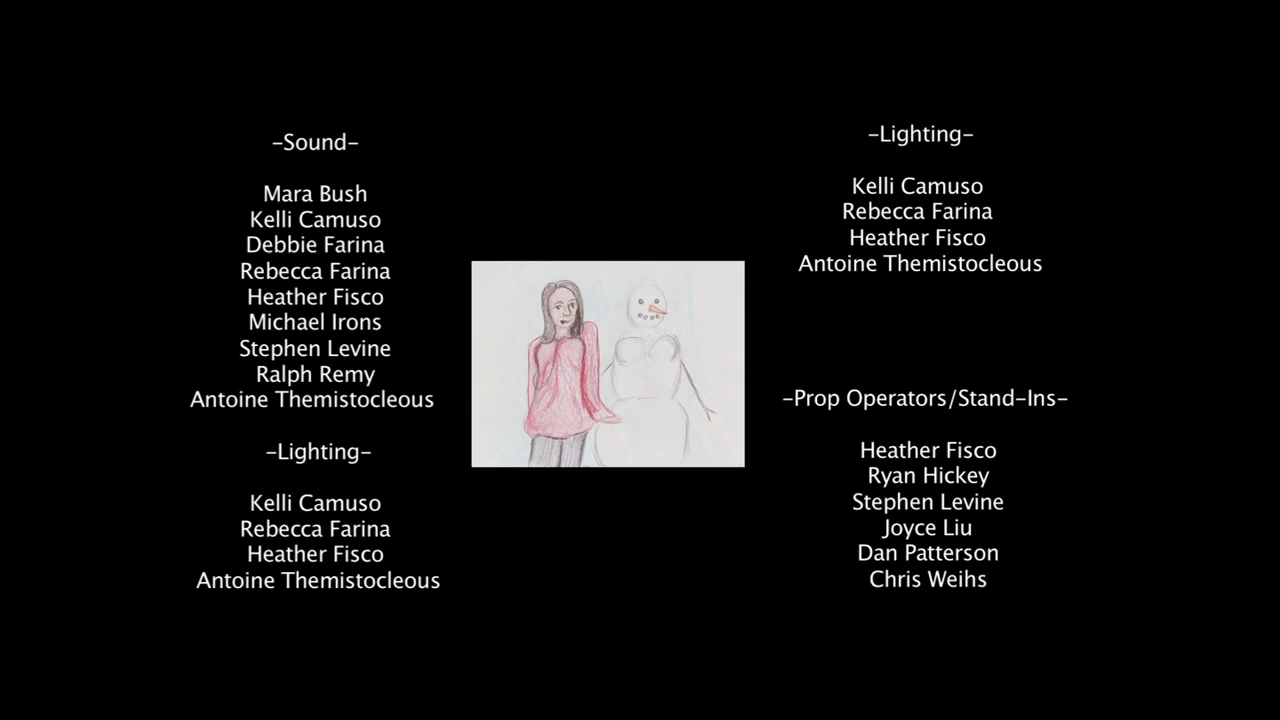 -Sound-
Mara Bush
Kelli Camuso
Debbie Farina
Rebecca Farina
Heather Fisco
Michael Irons
Stephen Levine
Ralph Remy
Antoine Themistocleous
-Lighting-
Kelli Camuso
Rebecca Farina
Heather Fisco
Antoine Themistocleous
-Lighting-
Kelli Camuso
Rebecca Farina
Heather Fisco
Antoine Themistocleous
-Prop Operators/Stand-Ins-
Heather Fisco
Ryan Hickey
Stephen Levine
Joyce Liu
Dan Patterson
Chris Weihs